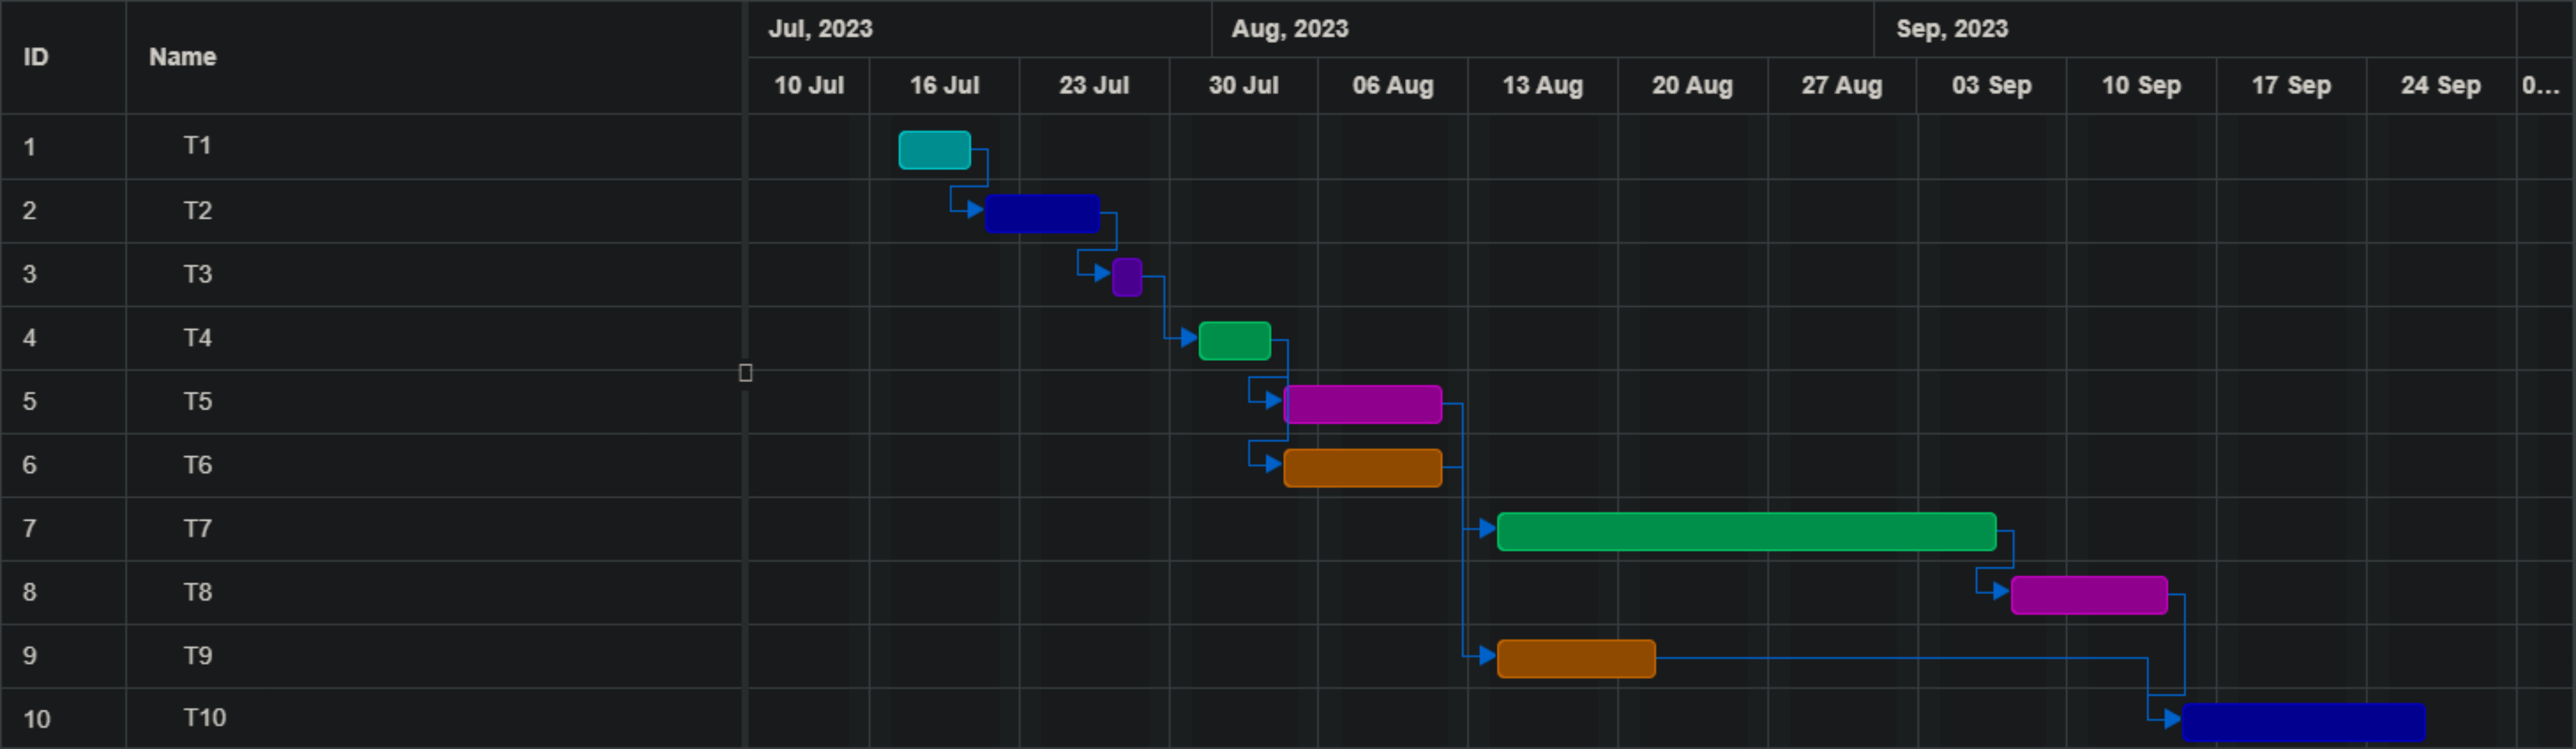 ID Name Jul, 2023 Aug, 2023 Sep, 2023
10 Jul 16 Jul 23 Jul 30 Jul 06 Aug 13 Aug 20 Aug 27 Aug 03 Sep 10 Sep 17 Sep 24 Sep 0...
1 T1
2 T2
3 T3
4 T4
5 T5
6 T6
7 T7
8 T8
9 T9
10 T10